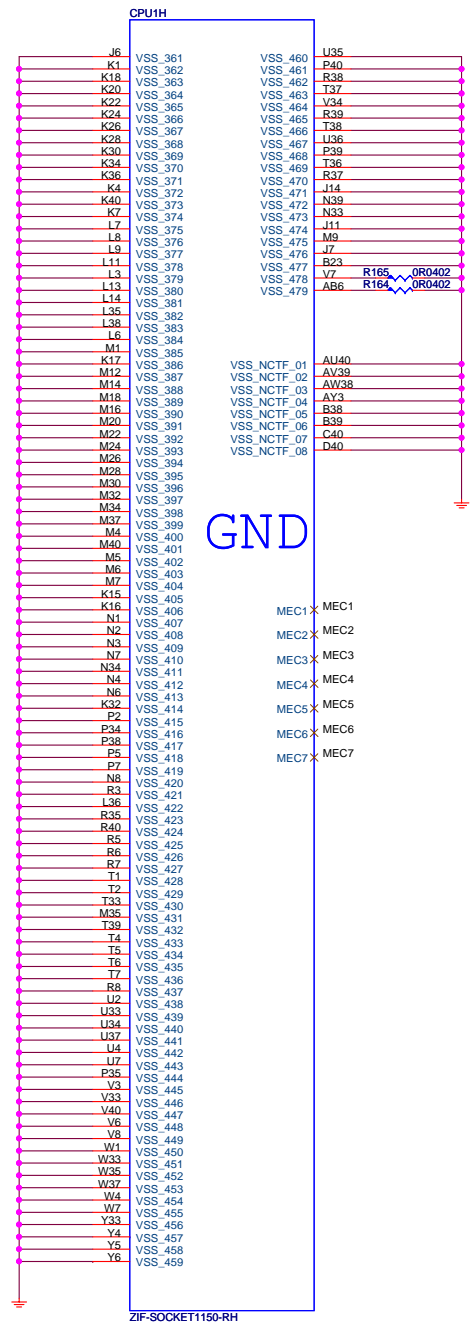 CPU1H
J6 VSS_361 VSS_460 U35
K1 VSS_362 VSS_461 P40
K18 VSS_363 VSS_462 R38
K20 VSS_364 VSS_463 T37
K22 VSS_365 VSS_464 V34
K24 VSS_366 VSS_465 R39
K26 VSS_367 VSS_466 T38
K28 VSS_368 VSS_467 U36
K30 VSS_369 VSS_468 P39
K34 VSS_370 VSS_469 T36
K36 VSS_371 VSS_470 R37
K4 VSS_372 VSS_471 J14
K40 VSS_373 VSS_472 N39
K7 VSS_374 VSS_473 N33
L7 VSS_375 VSS_474 J11
L8 VSS_376 VSS_475 M9
L9 VSS_377 VSS_476 J7
L11 VSS_378 VSS_477 B23
L3 VSS_379 VSS_478 V7 R165 0R0402
L13 VSS_380 VSS_479 AB6 R164 0R0402
L14 VSS_381
L35 VSS_382
L38 VSS_383
L6 VSS_384
M1 VSS_385
K17 VSS_386 VSS_NCTF_01 AU40
M12 VSS_387 VSS_NCTF_02 AV39
M14 VSS_388 VSS_NCTF_03 AW38
M18 VSS_389 VSS_NCTF_04 AY3
M16 VSS_390 VSS_NCTF_05 B38
M20 VSS_391 VSS_NCTF_06 B39
M22 VSS_392 VSS_NCTF_07 C40
M24 VSS_393 VSS_NCTF_08 D40
M26 VSS_394
M28 VSS_395
M30 VSS_396
M32 VSS_397
M34 VSS_398
M37 VSS_399
M4 VSS_400
GND
M40 VSS_401
M5 VSS_402
M6 VSS_403
M7 VSS_404
K15 VSS_405
K16 VSS_406 MEC1 MEC1
N1 VSS_407
N2 VSS_408 MEC2 MEC2
N3 VSS_409
N7 VSS_410 MEC3 MEC3
N34 VSS_411
N4 VSS_412 MEC4 MEC4
N6 VSS_413
K32 VSS_414 MEC5 MEC5
P2 VSS_415
P34 VSS_416 MEC6 MEC6
P38 VSS_417
P5 VSS_418 MEC7 MEC7
P7 VSS_419
N8 VSS_420
R3 VSS_421
L36 VSS_422
R35 VSS_423
R40 VSS_424
R5 VSS_425
R6 VSS_426
R7 VSS_427
T1 VSS_428
T2 VSS_429
T33 VSS_430
M35 VSS_431
T39 VSS_432
T4 VSS_433
T5 VSS_434
T6 VSS_435
T7 VSS_436
R8 VSS_437
U2 VSS_438
U33 VSS_439
U34 VSS_440
U37 VSS_441
U4 VSS_442
U7 VSS_443
P35 VSS_444
V3 VSS_445
V33 VSS_446
V40 VSS_447
V6 VSS_448
V8 VSS_449
W1 VSS_450
W33 VSS_451
W35 VSS_452
W37 VSS_453
W4 VSS_454
W7 VSS_455
Y33 VSS_456
Y4 VSS_457
Y5 VSS_458
Y6 VSS_459
ZIF-SOCKET1150-RH